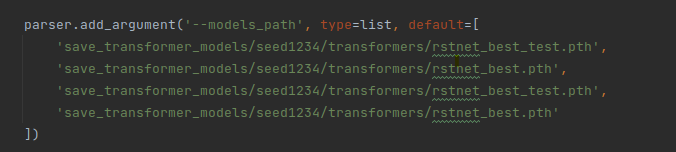 parser.add_argument('--models_path', type=list, default=[
    'save_transformer_models/seed1234/transformers/rstnet_best_test.pth',
    'save_transformer_models/seed1234/transformers/rstnet_best.pth',
    'save_transformer_models/seed1234/transformers/rstnet_best_test.pth',
    'save_transformer_models/seed1234/transformers/rstnet_best.pth'
])